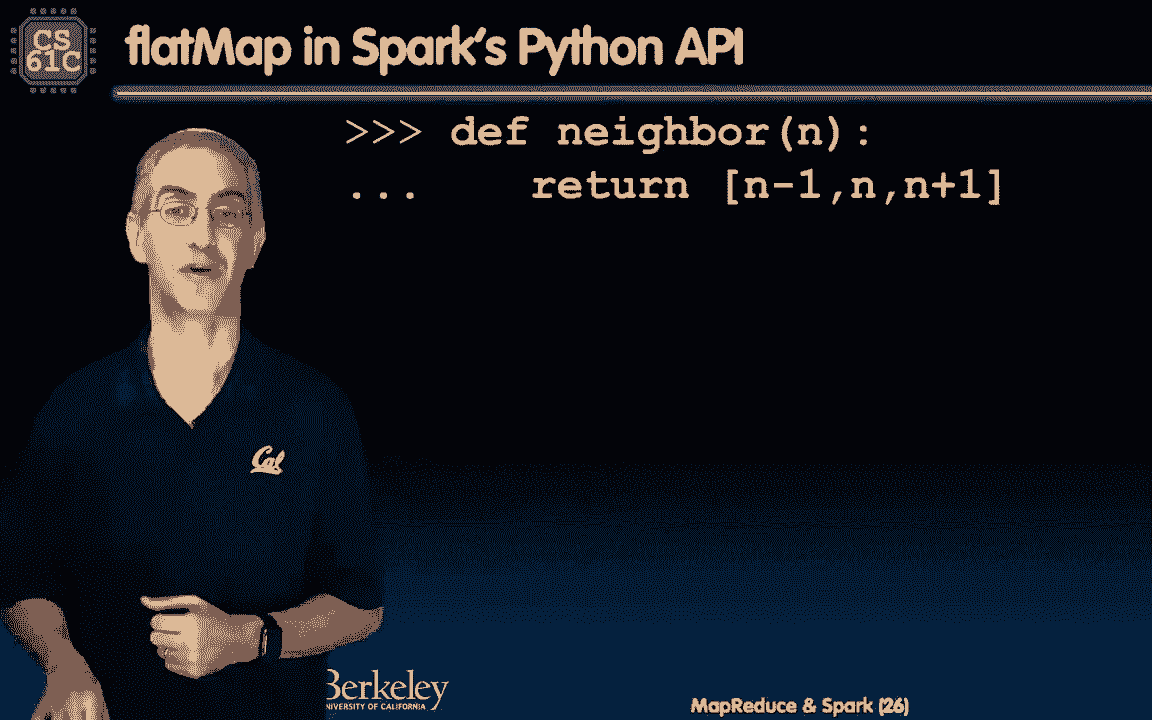 CS
61C
flatMap in Spark's Python API
>>> def neighbor(n):
...     return [n-1,n,n+1]
Cal
Berkeley
UNIVERSITY OF CALIFORNIA
MapReduce & Spark (26)